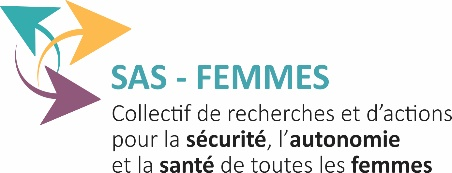 SAS - FEMMES
Collectif de recherches et d'actions
pour la sécurité, l'autonomie
et la santé de toutes les femmes